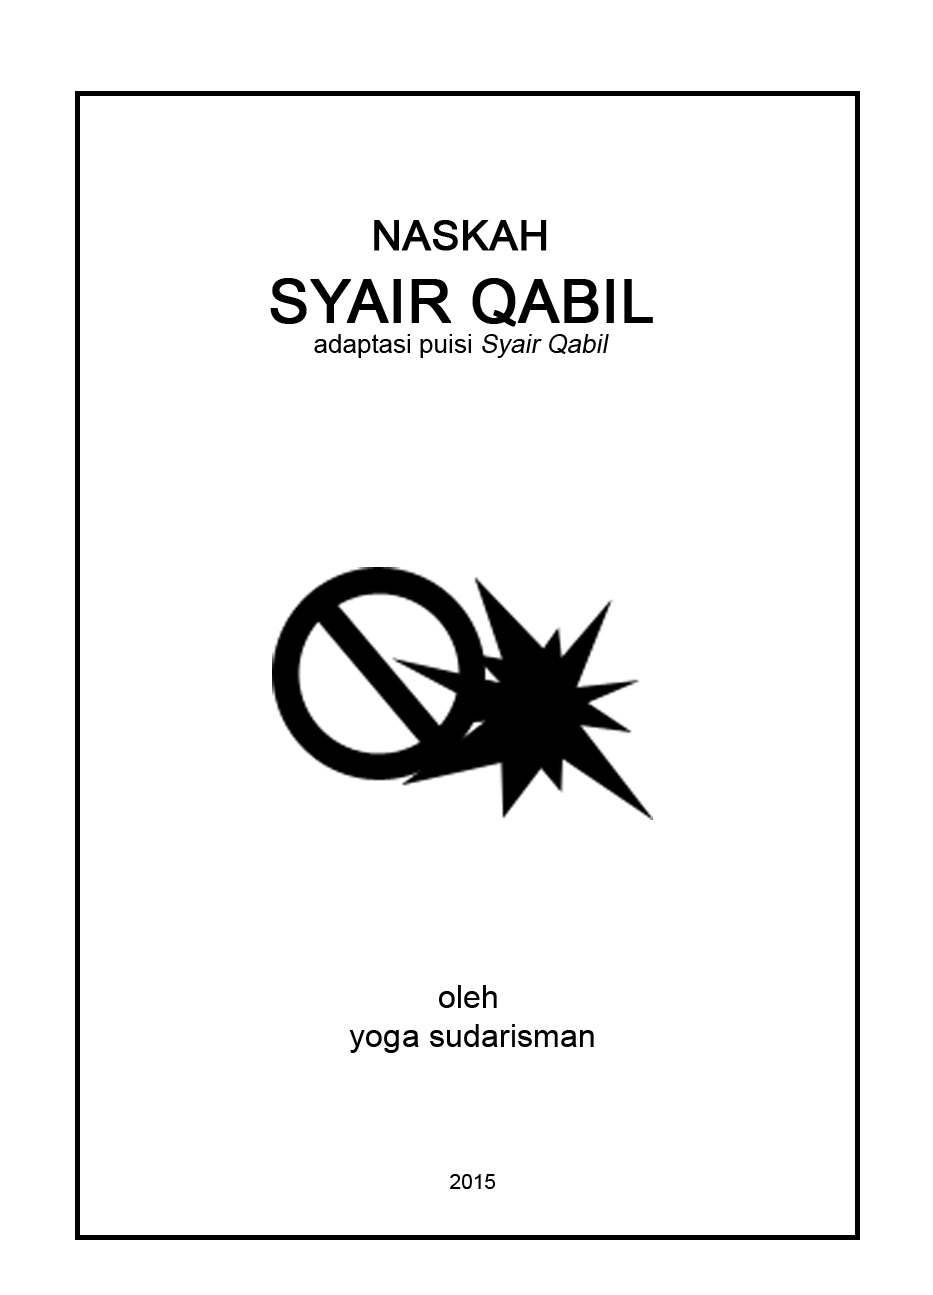 NASKAH
SYAIR QABIL
adaptasi puisi Syair Qabil
oleh
yoga sudarisman
2015